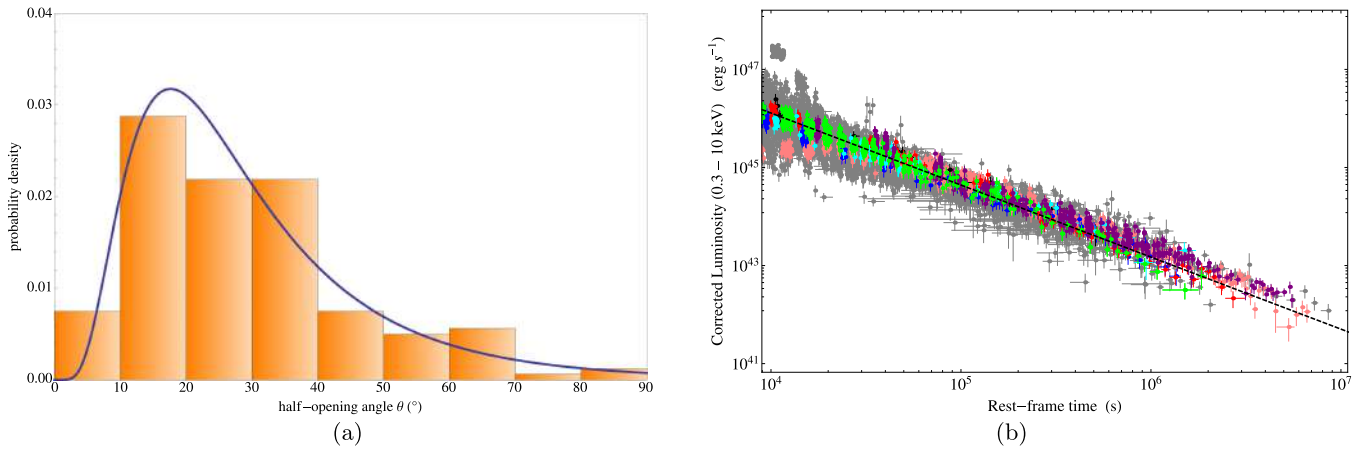 0.04
0.03
0.02
0.01
0.00
probability density
0 10 20 30 40 50 60 70 80 90
half−opening angle θ (°)
(a)
10^47
10^45
10^43
10^41
Corrected Luminosity (0.3 − 10 keV) (erg s^−1)
10^4 10^5 10^6 10^7
Rest−frame time (s)
(b)